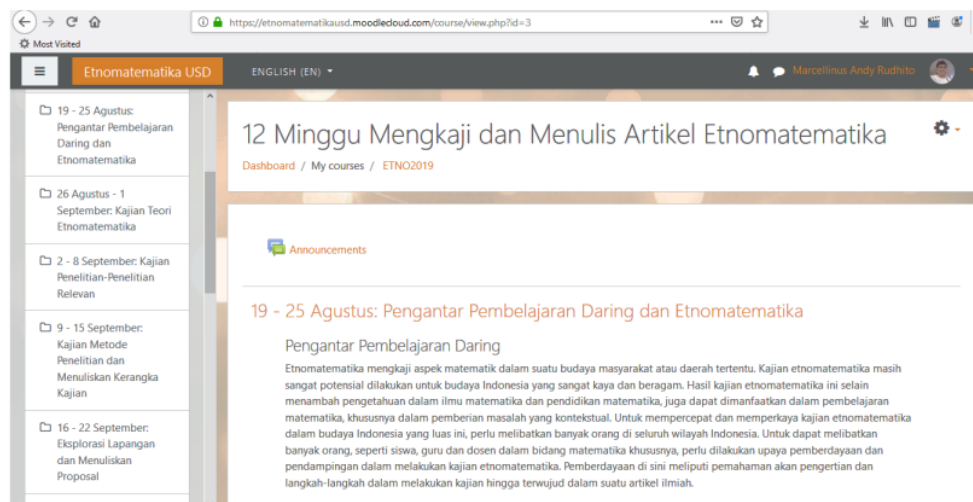 https://etnomatematikausd.moodlecloud.com/course/view.php?id=3
Most Visited
Etnomatematika USD
ENGLISH (EN)
Marcellinus Andy Rudhito
19 - 25 Agustus:
Pengantar Pembelajaran
Daring dan
Etnomatematika
26 Agustus - 1
September: Kajian Teori
Etnomatematika
2 - 8 September: Kajian
Penelitian-Penelitian
Relevan
9 - 15 September:
Kajian Metode
Penelitian dan
Menuliskan Kerangka
Kajian
16 - 22 September:
Eksplorasi Lapangan
dan Menuliskan
Proposal
12 Minggu Mengkaji dan Menulis Artikel Etnomatematika
Dashboard / My courses / ETNO2019
Announcements
19 - 25 Agustus: Pengantar Pembelajaran Daring dan Etnomatematika
Pengantar Pembelajaran Daring
Etnomatematika mengkaji aspek matematik dalam suatu budaya masyarakat atau daerah tertentu. Kajian etnomatematika masih
sangat potensial dilakukan untuk budaya Indonesia yang sangat kaya dan beragam. Hasil kajian etnomatematika ini selain
menambah pengetahuan dalam ilmu matematika dan pendidikan matematika, juga dapat dimanfaatkan dalam pembelajaran
matematika, khususnya dalam pemberian masalah yang kontekstual. Untuk mempercepat dan memperkaya kajian etnomatematika
dalam budaya Indonesia yang luas ini, perlu melibatkan banyak orang di seluruh wilayah Indonesia. Untuk dapat melibatkan
banyak orang, seperti siswa, guru dan dosen dalam bidang matematika khususnya, perlu dilakukan upaya pemberdayaan dan
pendampingan dalam melakukan kajian etnomatematika. Pemberdayaan di sini meliputi pemahaman akan pengertian dan
langkah-langkah dalam melakukan kajian hingga terwujud dalam suatu artikel ilmiah.